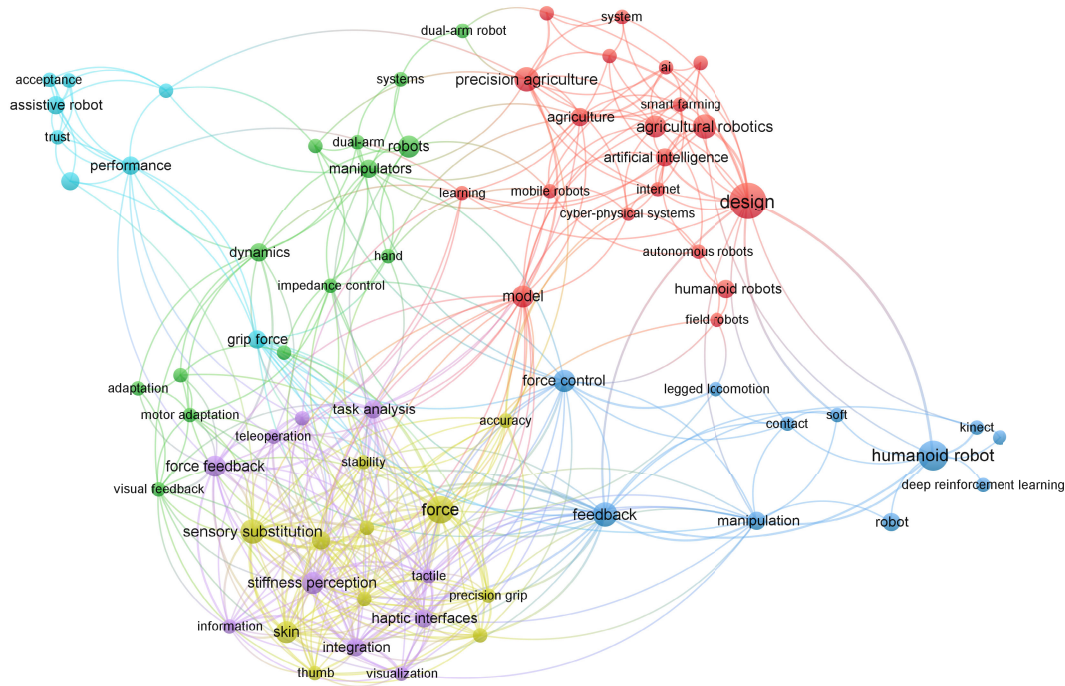 dual-arm robot
system
acceptance
systems
precision agriculture
ai
assistive robot
smart farming
agriculture
agricultural robotics
trust
dual-arm
robots
performance
manipulators
artificial intelligence
learning
mobile robots
internet
design
cyber-physical systems
dynamics
hand
autonomous robots
impedance control
model
humanoid robots
field robots
grip force
force control
adaptation
legged locomotion
motor adaptation
task analysis
accuracy
contact
soft
kinect
teleoperation
force feedback
stability
humanoid robot
visual feedback
deep reinforcement learning
force
feedback
manipulation
robot
sensory substitution
stiffness perception
tactile
precision grip
information
skin
haptic interfaces
integration
thumb
visualization